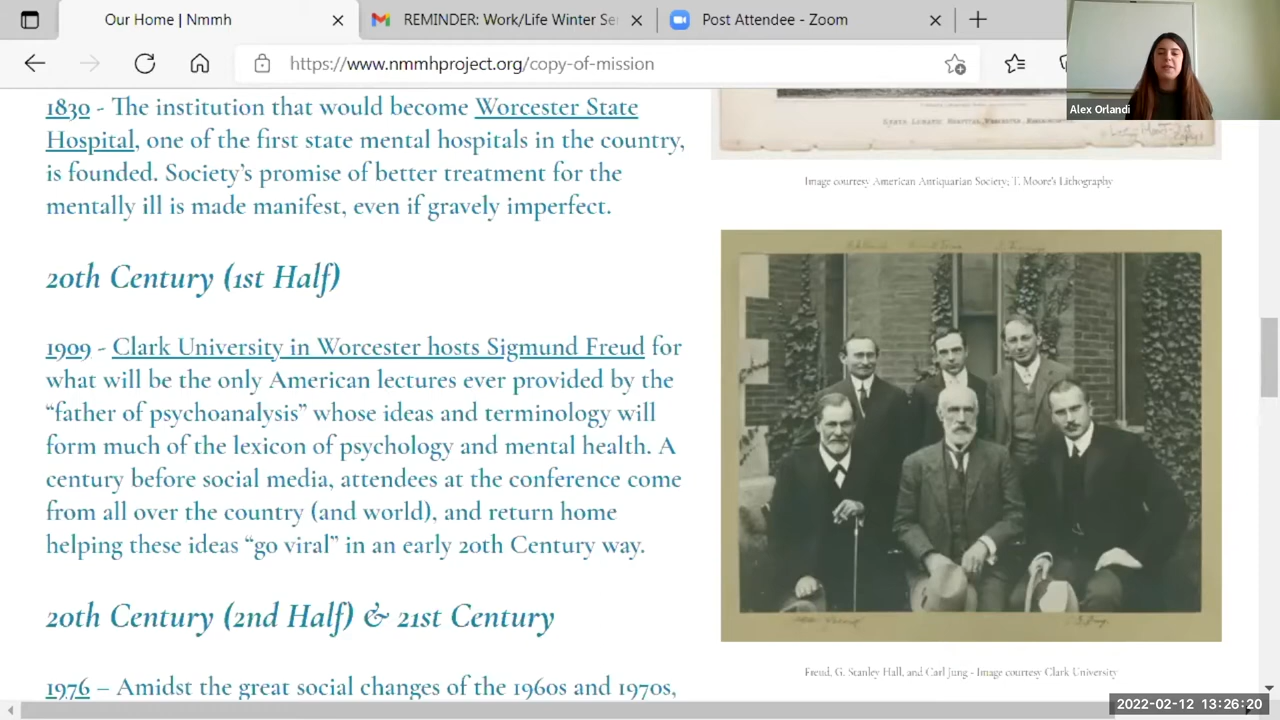 Our Home | Nmmh
REMINDER: Work/Life Winter Se
Post Attendee - Zoom
https://www.nmmhproject.org/copy-of-mission
Alex Orlandi
1830 - The institution that would become Worcester State
Hospital, one of the first state mental hospitals in the country,
is founded. Society's promise of better treatment for the
mentally ill is made manifest, even if gravely imperfect.
Image courtesy American Antiquarian Society; T. Moore's Lithography
20th Century (1st Half)
1909 - Clark University in Worcester hosts Sigmund Freud for
what will be the only American lectures ever provided by the
“father of psychoanalysis” whose ideas and terminology will
form much of the lexicon of psychology and mental health. A
century before social media, attendees at the conference come
from all over the country (and world), and return home
helping these ideas “go viral” in an early 20th Century way.
20th Century (2nd Half) & 21st Century
Freud, G. Stanley Hall, and Carl Jung - Image courtesy Clark University
1976 – Amidst the great social changes of the 1960s and 1970s,
2022-02-12 13:26:20